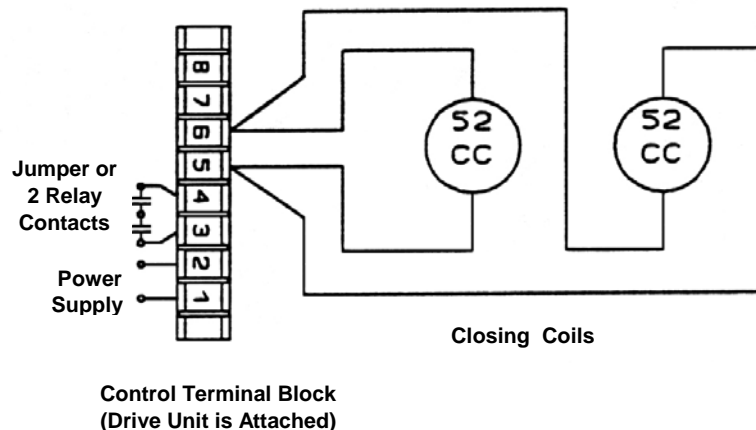 8
7
6
5
4
3
2
1
Jumper or
2 Relay
Contacts
Power
Supply
52
CC
52
CC
Closing Coils
Control Terminal Block
(Drive Unit is Attached)